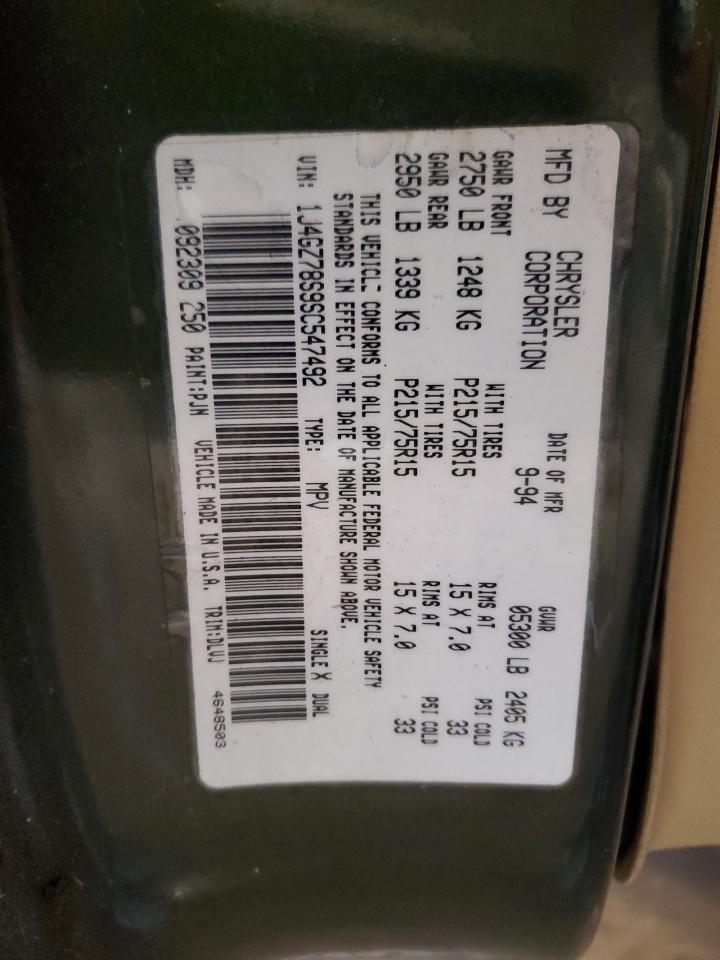 MFD BY CHRYSLER CORPORATION DATE OF MFR 9-94 GVWR 05300 LB 2405 KG
GAWR FRONT WITH TIRES RIMS AT PSI COLD
2750 LB 1248 KG P215/75R15 15 X 7.0 33
GAWR REAR WITH TIRES RIMS AT PSI COLD
2950 LB 1339 KG P215/75R15 15 X 7.0 33
THIS VEHICL CONFORMS TO ALL APPLICABLE FEDERAL MOTOR VEHICLE SAFETY
STANDARDS IN EFFECT ON THE DATE OF MANUFACTURE SHOWN ABOVE.
VIN: 1J4GZ78S9SC547492 TYPE: MPV SINGLE X DUAL
MDH: 092309 250 PAINT:PJN VEHICLE MADE IN U.S.A. TRIM:DLVJ 4648503